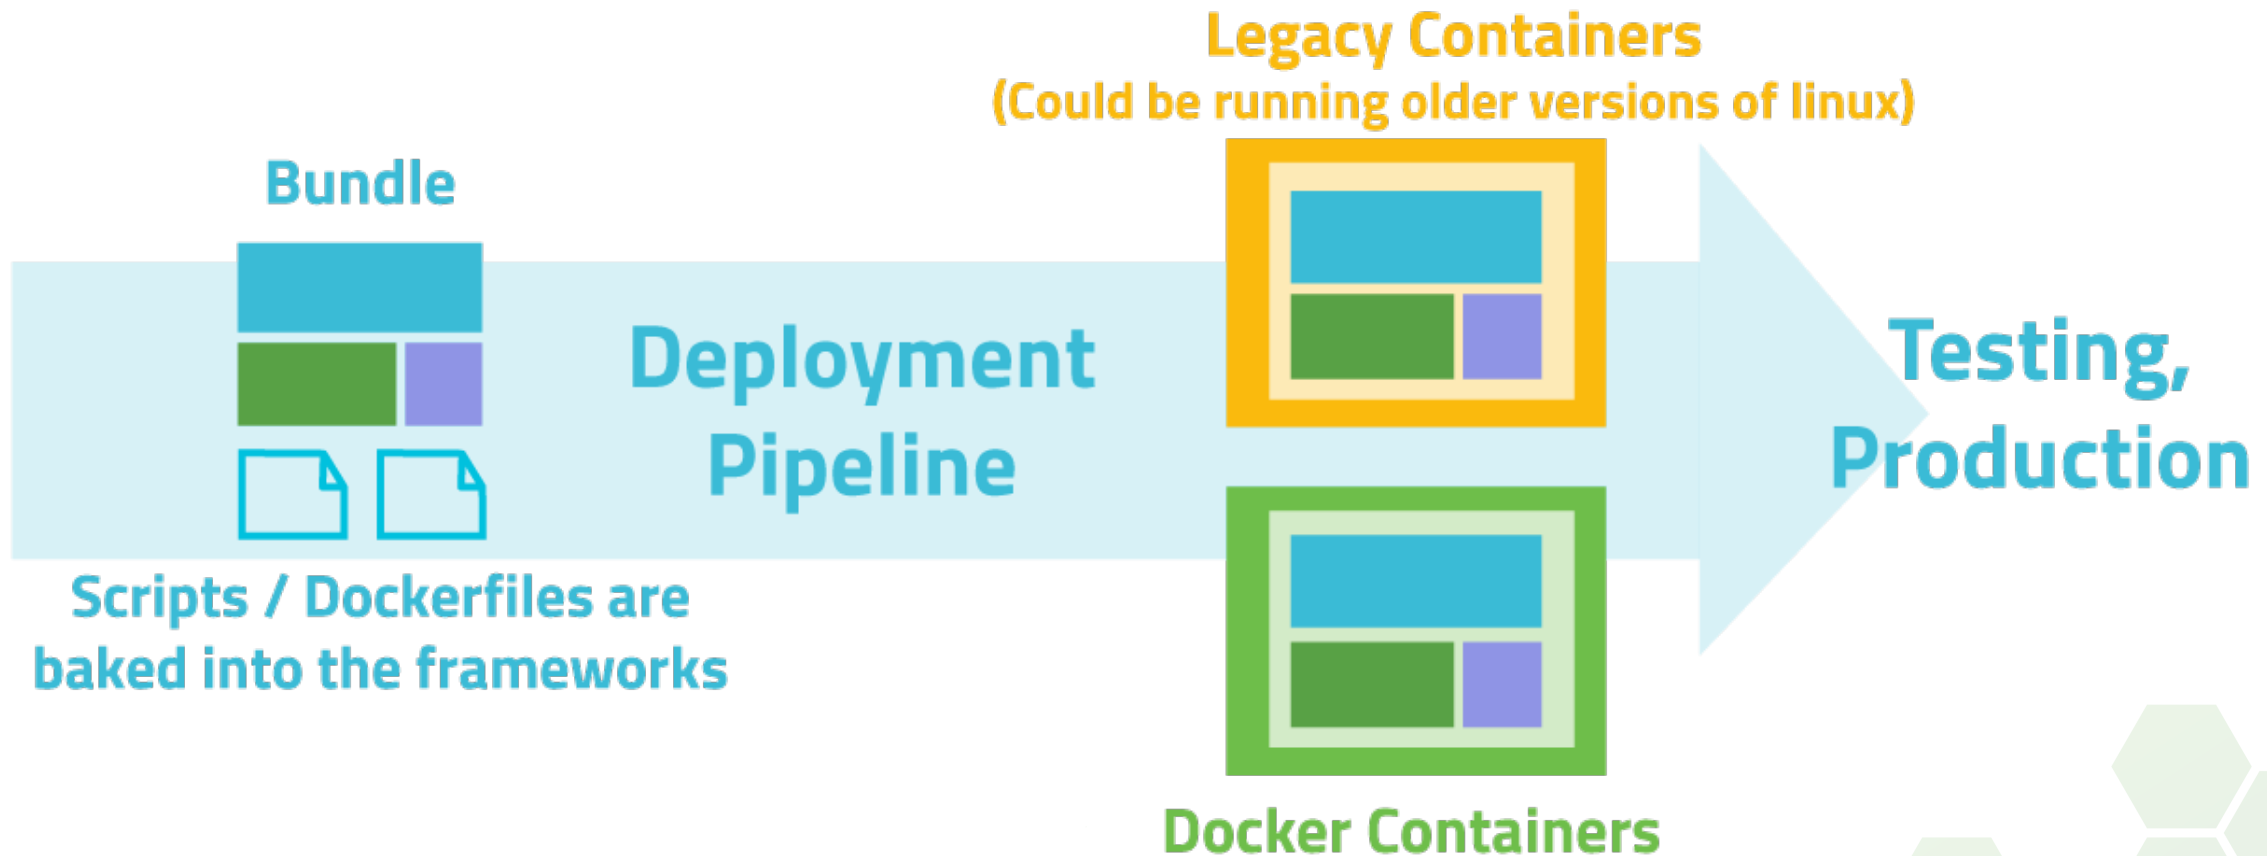 Legacy Containers
(Could be running older versions of linux)
Bundle
Deployment
Pipeline
Testing,
Production
Scripts / Dockerfiles are
baked into the frameworks
Docker Containers